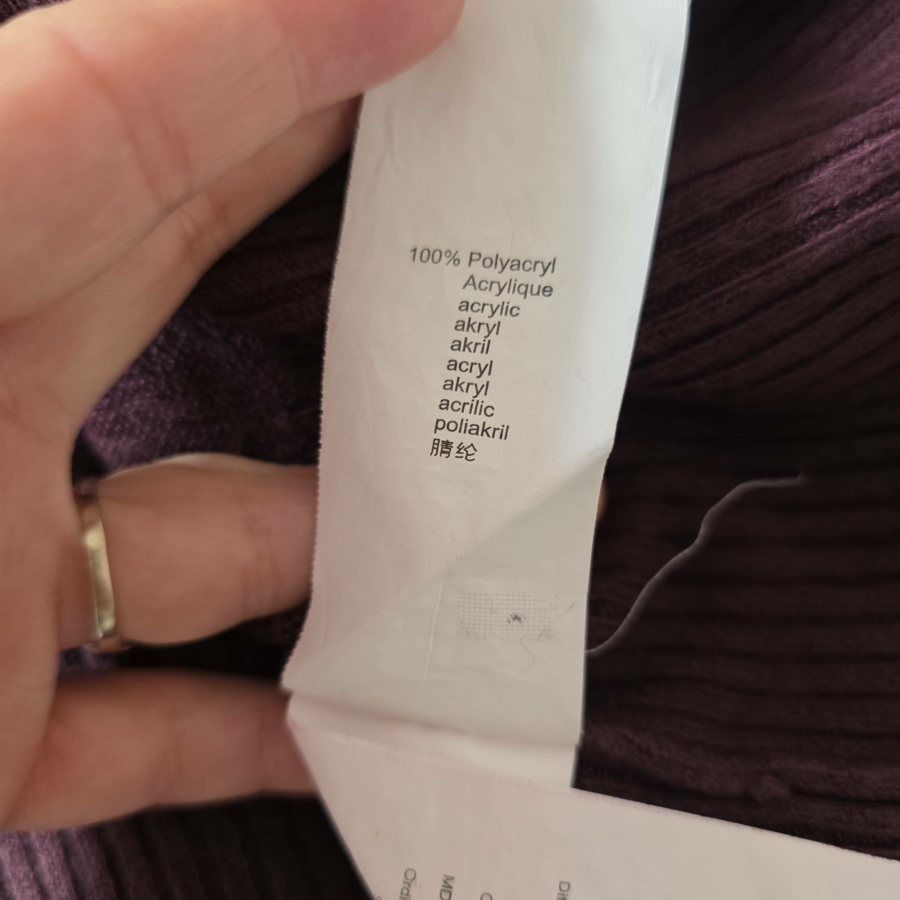 100% Polyacryl
Acrylique
acrylic
akryl
akril
acryl
akryl
acrilic
poliakril
腈纶